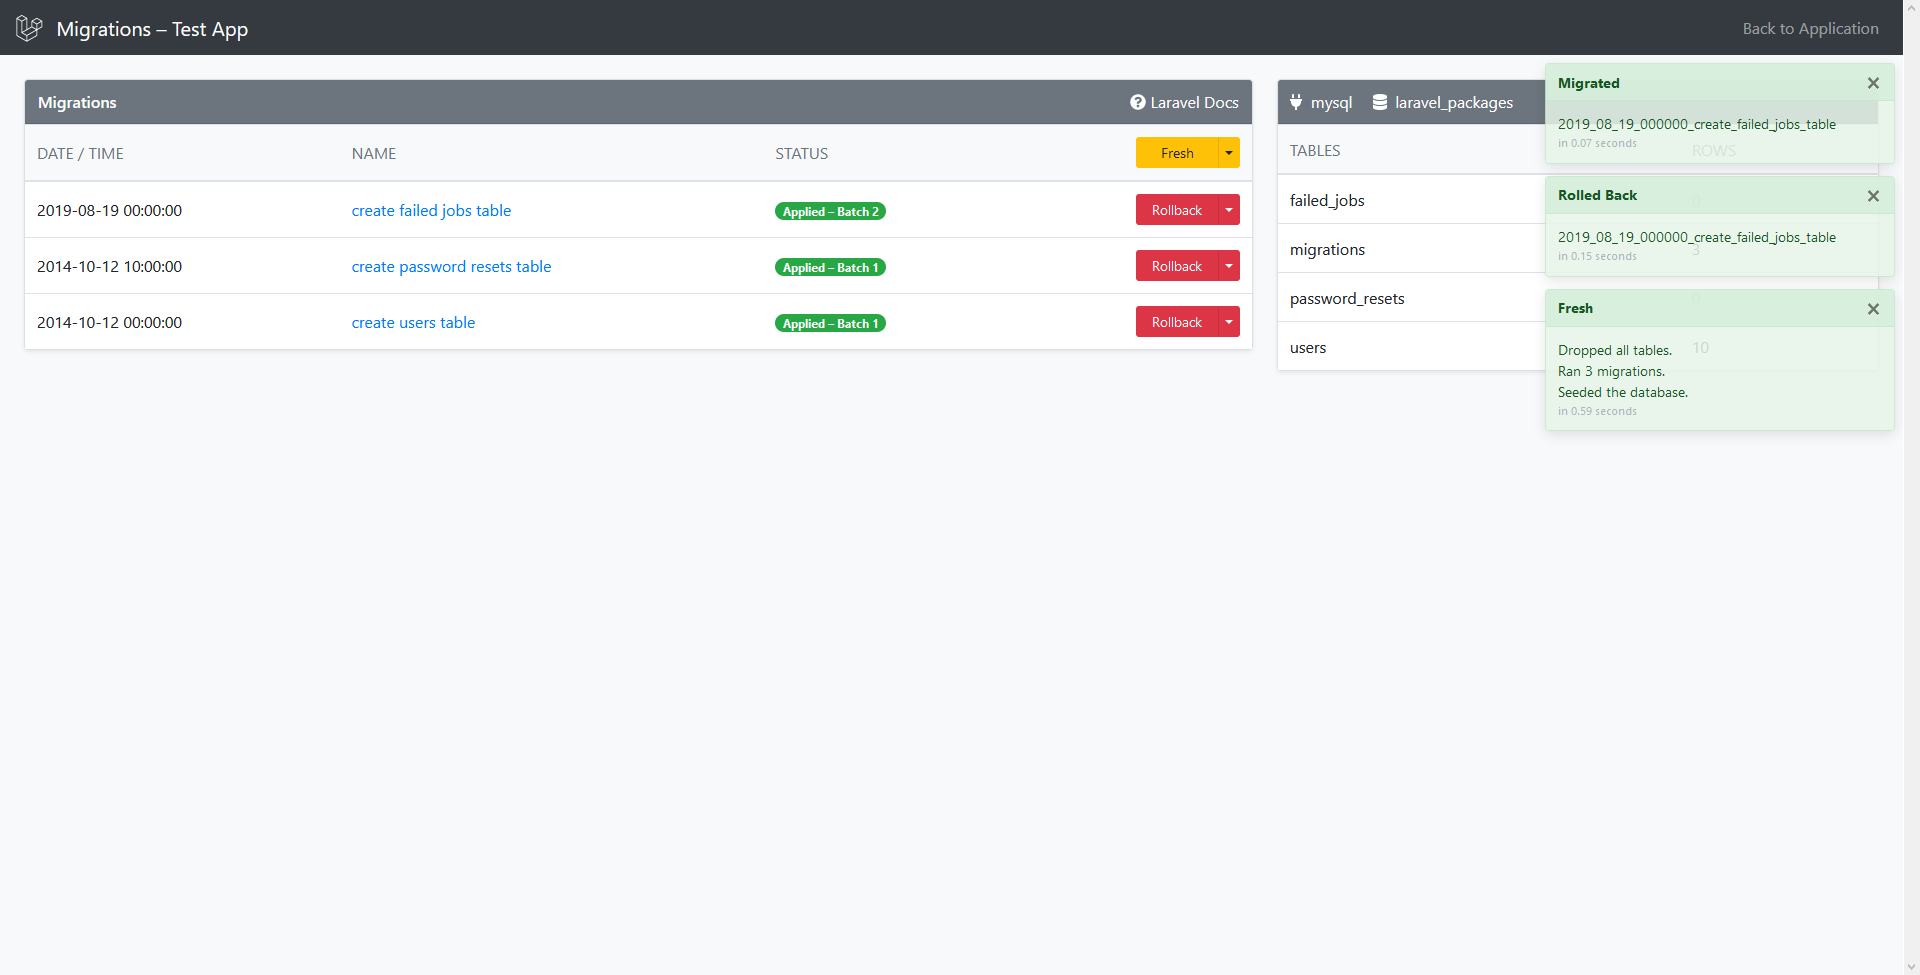 Migrations – Test App
Back to Application
Migrations
Laravel Docs
DATE / TIME NAME STATUS Fresh
2019-08-19 00:00:00 create failed jobs table Applied – Batch 2 Rollback
2014-10-12 10:00:00 create password resets table Applied – Batch 1 Rollback
2014-10-12 00:00:00 create users table Applied – Batch 1 Rollback
mysql laravel_packages
TABLES ROWS
failed_jobs 0
migrations 3
password_resets 0
users 10
Migrated
2019_08_19_000000_create_failed_jobs_table
in 0.07 seconds
Rolled Back
2019_08_19_000000_create_failed_jobs_table
in 0.15 seconds
Fresh
Dropped all tables.
Ran 3 migrations.
Seeded the database.
in 0.59 seconds